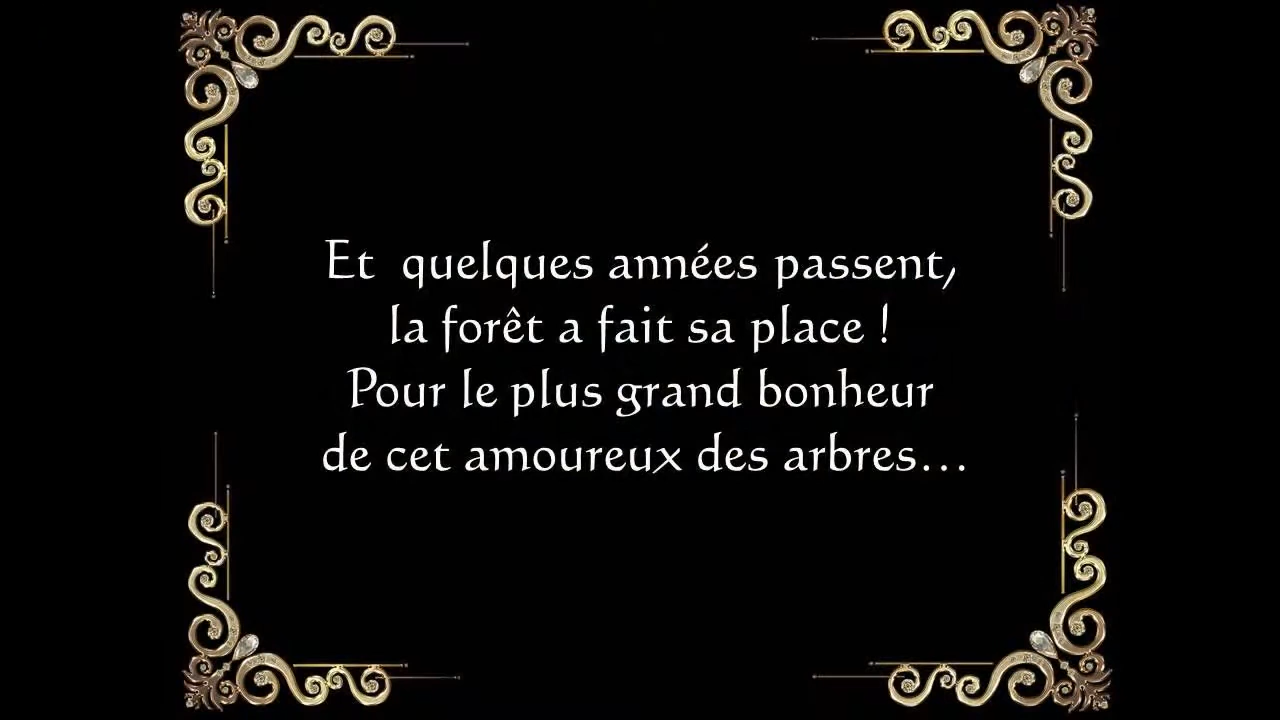 Et quelques années passent,
la forêt a fait sa place !
Pour le plus grand bonheur
de cet amoureux des arbres...